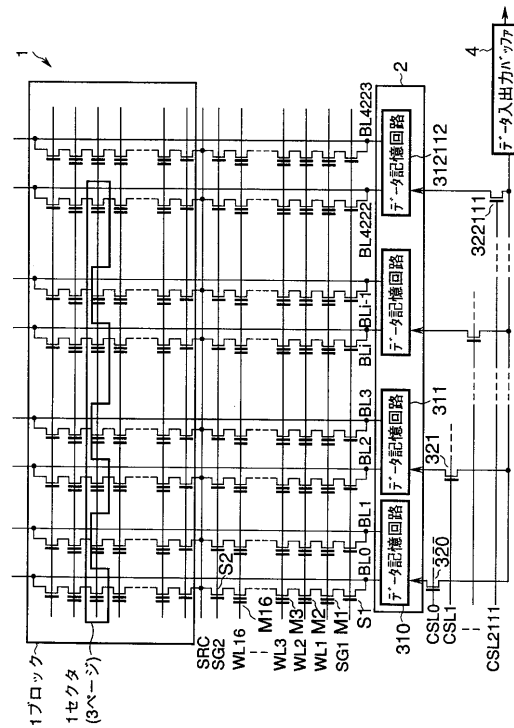 1ブロック
1セクタ
(3ページ)
1
SRC
SG2
WL16
WL3
WL2
WL1
SG1
S2
M16
M3
M2
M1
S1
BL0
BL1
BL2
BL3
BLi
BLi-1
BL4222
BL4223
2
データ記憶回路
データ記憶回路
データ記憶回路
データ記憶回路
310
311
312112
CSL0
CSL1
CSL2111
320
321
322111
4
データ入出力バッファ